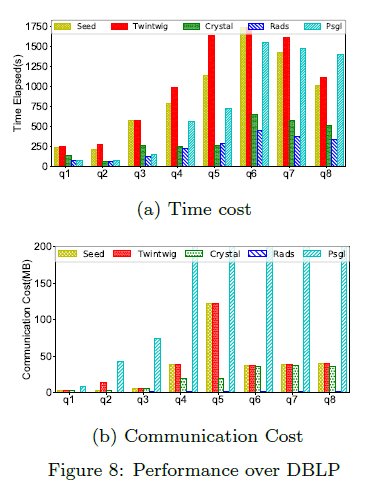 Seed Twintwig Crystal Rads Psgl
1750
1500
1250
1000
750
500
250
0
Time Elapsed(s)
q1 q2 q3 q4 q5 q6 q7 q8
(a) Time cost
Seed Twintwig Crystal Rads Psgl
200
150
100
50
0
Communication Cost(MB)
q1 q2 q3 q4 q5 q6 q7 q8
(b) Communication Cost
Figure 8: Performance over DBLP